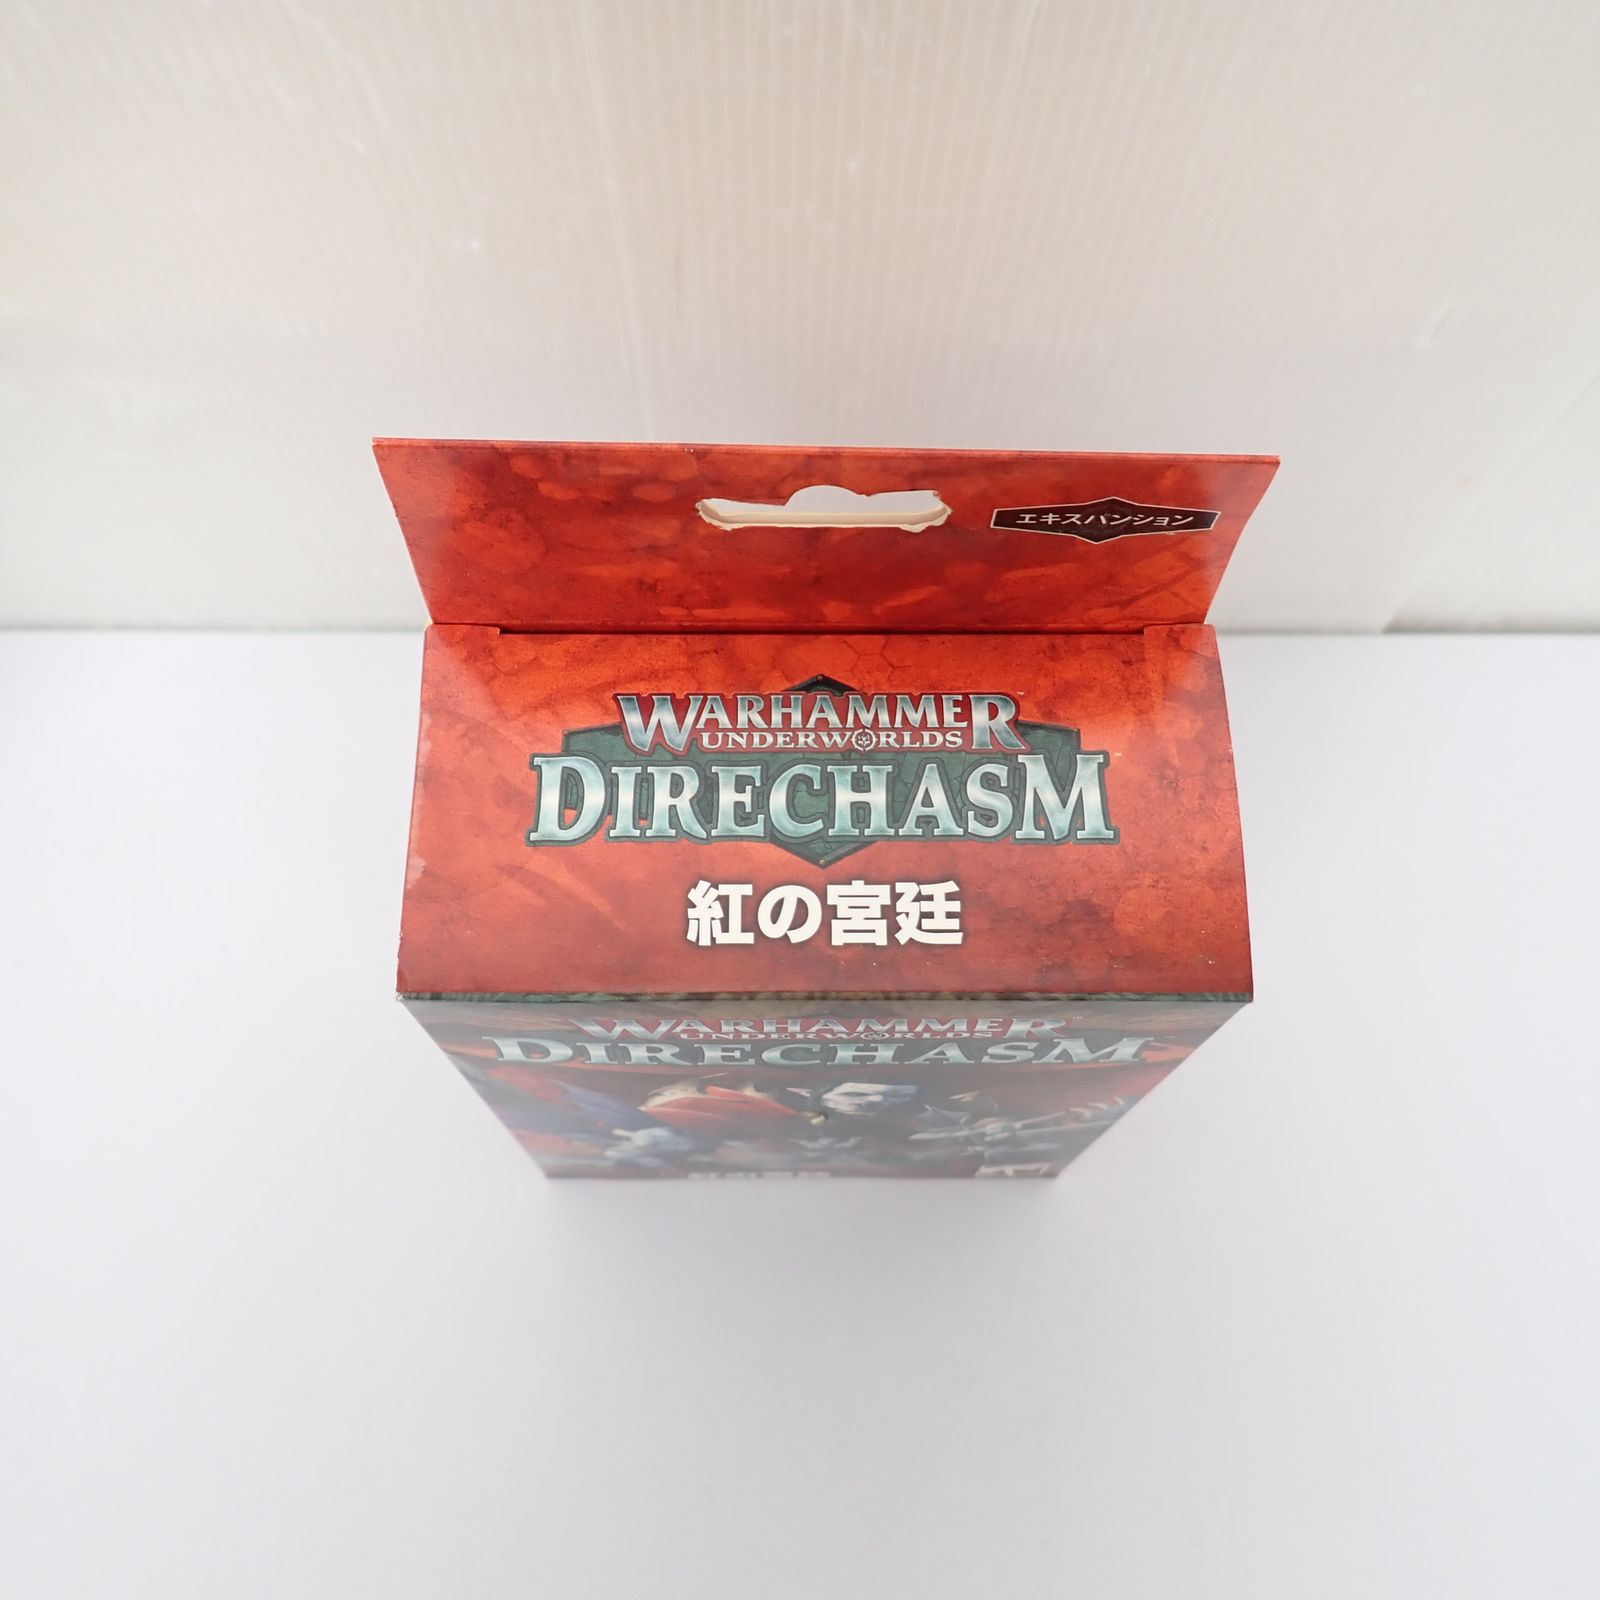 エキスパンション
WARHAMMER
UNDERWORLDS
DIRECHASM
紅の宮廷
WARHAMMER
UNDERWORLDS
DIRECHASM